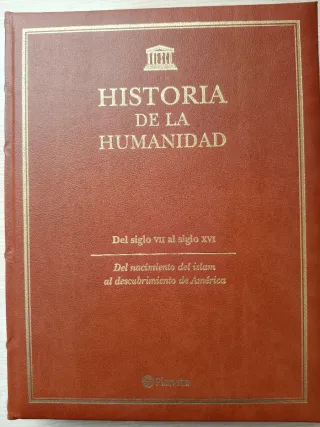 HISTORIA
DE LA
HUMANIDAD
Del siglo VII al siglo XVI
Del nacimiento del islam
al descubrimiento de América
Planeta